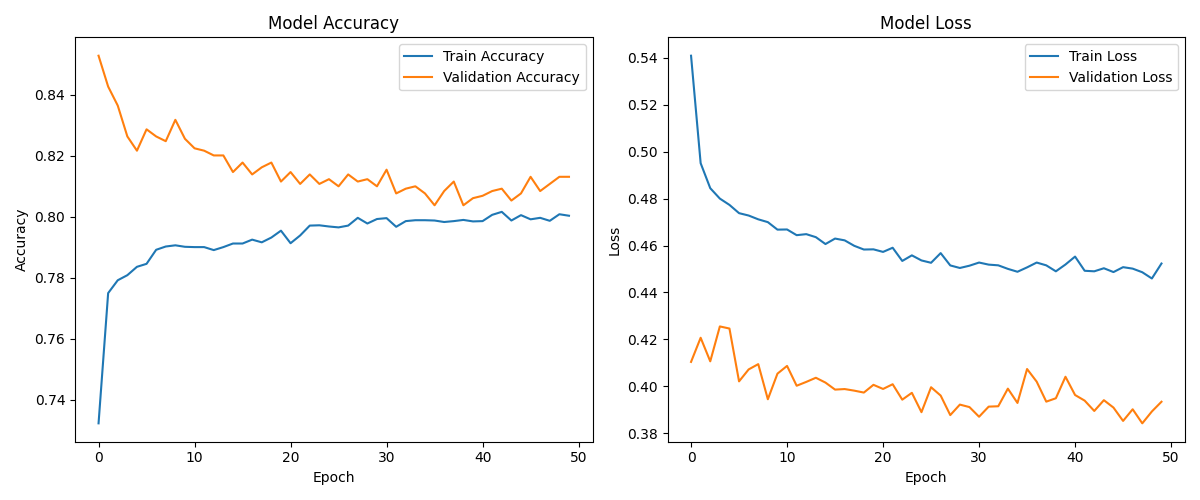 Model Accuracy
Train Accuracy
Validation Accuracy
0.84
0.82
0.80
0.78
0.76
0.74
Accuracy
0
10
20
30
40
50
Epoch
Model Loss
Train Loss
Validation Loss
0.54
0.52
0.50
0.48
0.46
0.44
0.42
0.40
0.38
Loss
0
10
20
30
40
50
Epoch